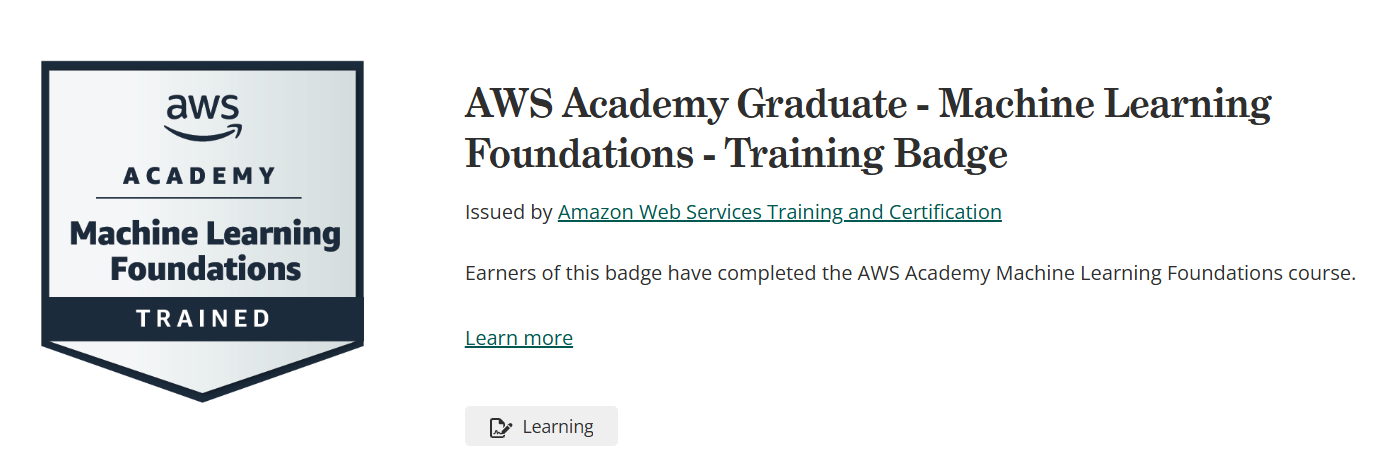 aws
ACADEMY
Machine Learning
Foundations
TRAINED
AWS Academy Graduate - Machine Learning
Foundations - Training Badge
Issued by Amazon Web Services Training and Certification
Earners of this badge have completed the AWS Academy Machine Learning Foundations course.
Learn more
Learning